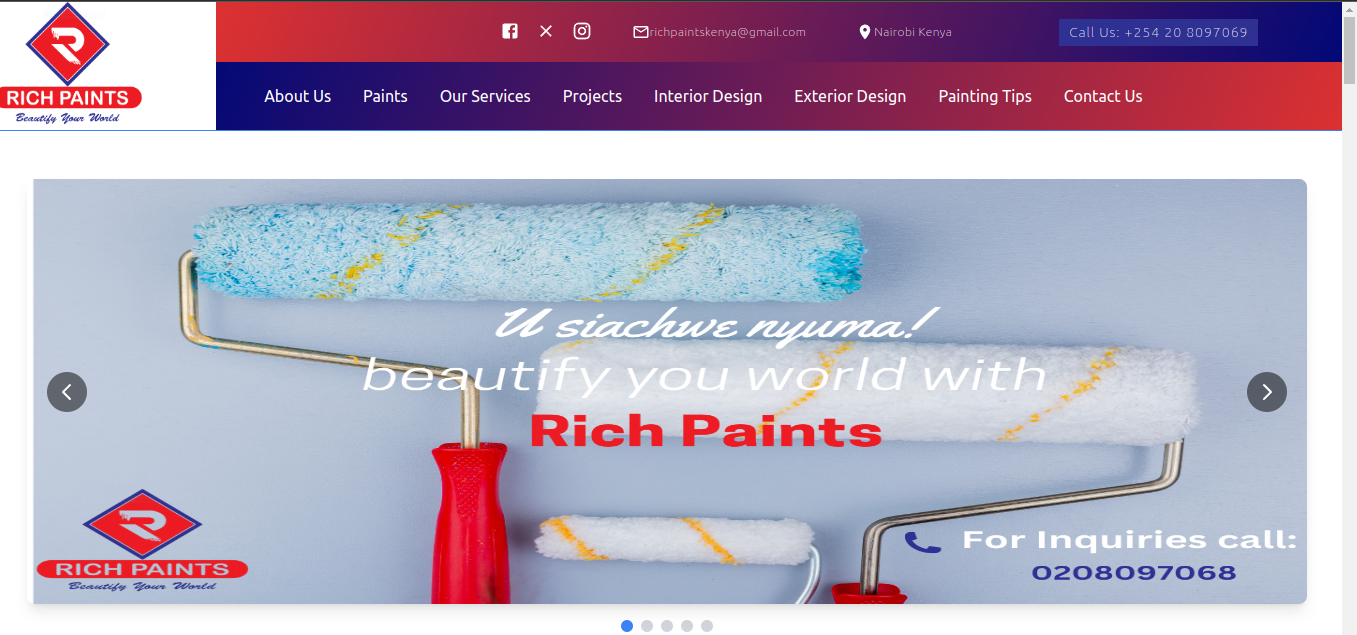 RICH PAINTS
Beautify Your World
richpaintskenya@gmail.com
Nairobi Kenya
Call Us: +254 20 8097069
About Us
Paints
Our Services
Projects
Interior Design
Exterior Design
Painting Tips
Contact Us
U siachwe nyuma!
beautify you world with
Rich Paints
RICH PAINTS
Beautify Your World
For Inquiries call:
0208097068